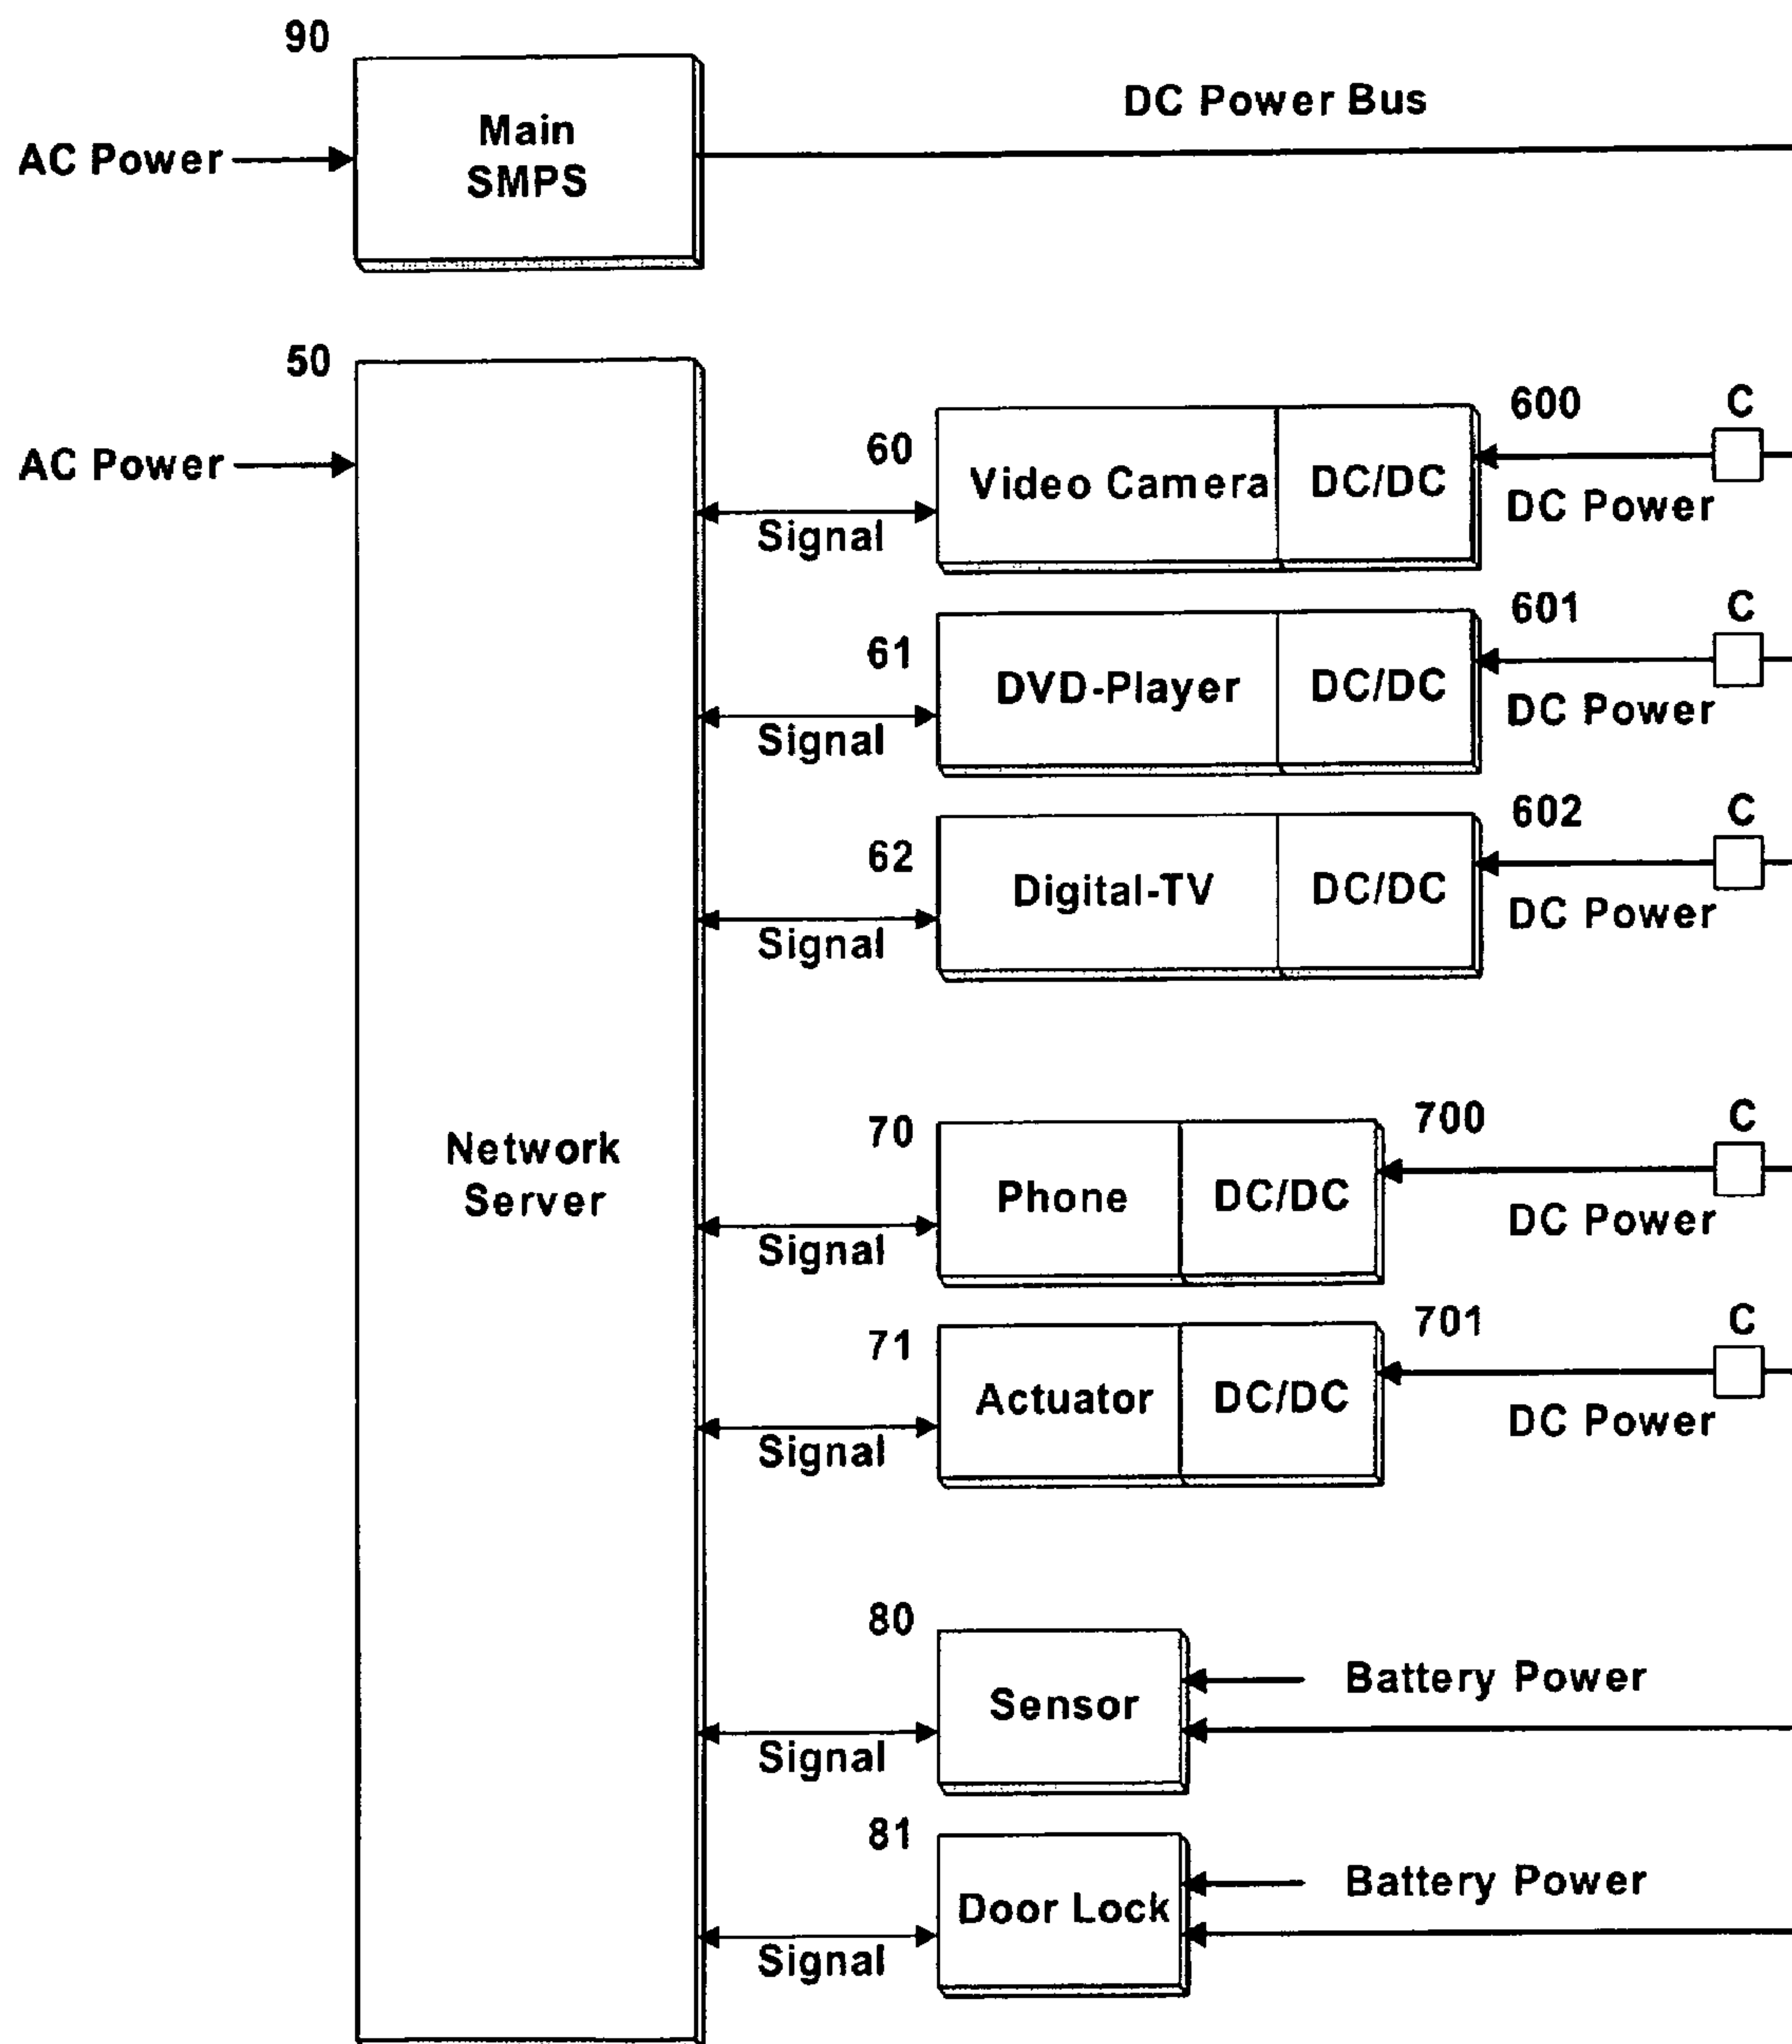 90
DC Power Bus
AC Power
Main
SMPS
50
AC Power
Network
Server
60
Video Camera
DC/DC
600
C
DC Power
Signal
61
DVD-Player
DC/DC
601
C
DC Power
Signal
62
Digital-TV
DC/DC
602
C
DC Power
Signal
70
Phone
DC/DC
700
C
DC Power
Signal
71
Actuator
DC/DC
701
C
DC Power
Signal
80
Sensor
Battery Power
Signal
81
Door Lock
Battery Power
Signal